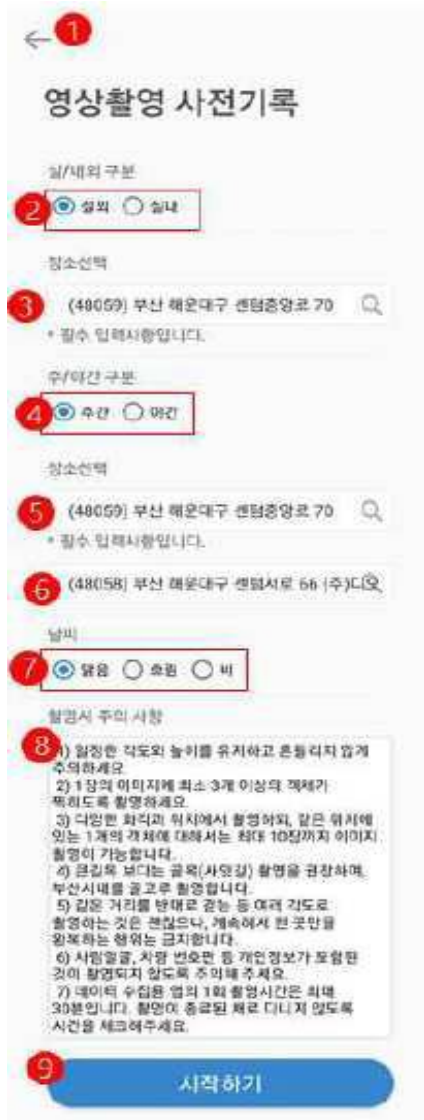 1
영상촬영 사전기록
실/내외 구분
2 실외 실내
장소선택
3 (48059) 부산 해운대구 센텀중앙로 70
* 필수 입력사항입니다.
주/야간 구분
4 주간 야간
장소선택
5 (48059) 부산 해운대구 센텀중앙로 70
* 필수 입력사항입니다.
6 (48058) 부산 해운대구 센텀서로 66 (주)
날씨
7 맑음 흐림 비
촬영시 주의 사항
8 1) 일정한 각도와 높이를 유지하고 흔들리지 않게
주의하세요
2) 1장의 이미지에 최소 3개 이상의 객체가
찍히도록 촬영하세요.
3) 다양한 화각과 위치에서 촬영하되, 같은 위치에
있는 1개의 객체에 대해서는 최대 10장까지 이미지
촬영이 가능합니다.
4) 큰길목 보다는 골목(샤잇길) 촬영을 권장하며,
부산시내를 골고루 촬영합니다.
5) 같은 거리를 반대로 걷는 등 여러 각도로
촬영하는 것은 괜찮으나, 계속해서 한 곳만을
왕복하는 행위는 금지합니다.
6) 사람얼굴, 차량 번호판 등 개인정보가 포함된
것이 촬영되지 않도록 주의해 주세요.
7) 데이터 수집용 앱의 1회 촬영시간은 최대
30분입니다. 촬영이 종료된 채로 다니지 않도록
시간을 체크해주세요.
9 시작하기